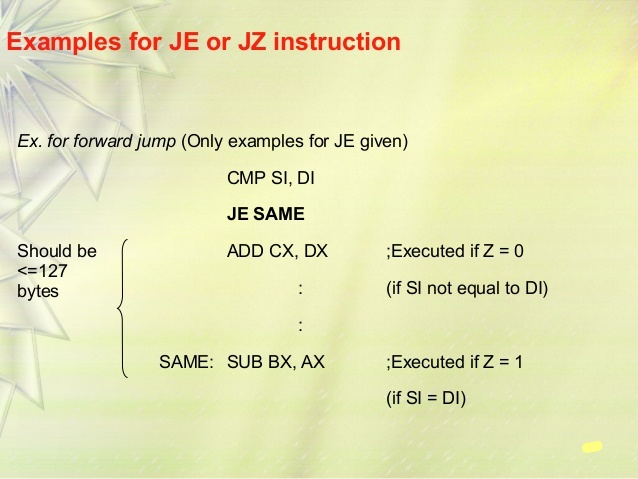 Examples for JE or JZ instruction
Ex. for forward jump (Only examples for JE given)
CMP SI, DI
JE SAME
Should be
<=127
bytes
ADD CX, DX ;Executed if Z = 0
: (if SI not equal to DI)
:
SAME: SUB BX, AX ;Executed if Z = 1
(if SI = DI)